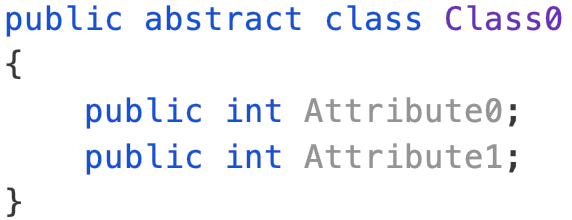 public abstract class Class0
{
    public int Attribute0;
    public int Attribute1;
}